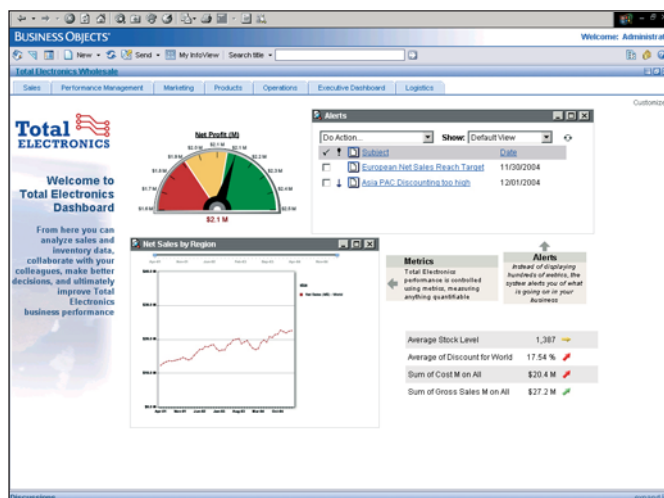 BUSINESS OBJECTS
Welcome: Administrat
New
Send
My InfoView
Search title
Total Electronics Wholesale
Sales
Performance Management
Marketing
Products
Operations
Executive Dashboard
Logistics
Customize
Total
ELECTRONICS
Welcome to
Total Electronics
Dashboard
From here you can
analyze sales and
inventory data,
collaborate with your
colleagues, make better
decisions, and ultimately
improve Total
Electronics
business performance
Net Profit (M)
$2.1 M
Alerts
Do Action...
Show:
Default View
Subject
Date
European Net Sales Reach Target
11/30/2004
Asia PAC Discounting too high
12/01/2004
Net Sales by Region
Metrics
Total Electronics
performance is controlled
using metrics, measuring
anything quantifiable
Alerts
Instead of displaying
hundreds of metrics, the
system alerts you of what
is going on in your
business
Average Stock Level
1,387
Average of Discount for World
17.54 %
Sum of Cost M on All
$20.4 M
Sum of Gross Sales M on All
$27.2 M
Discussions